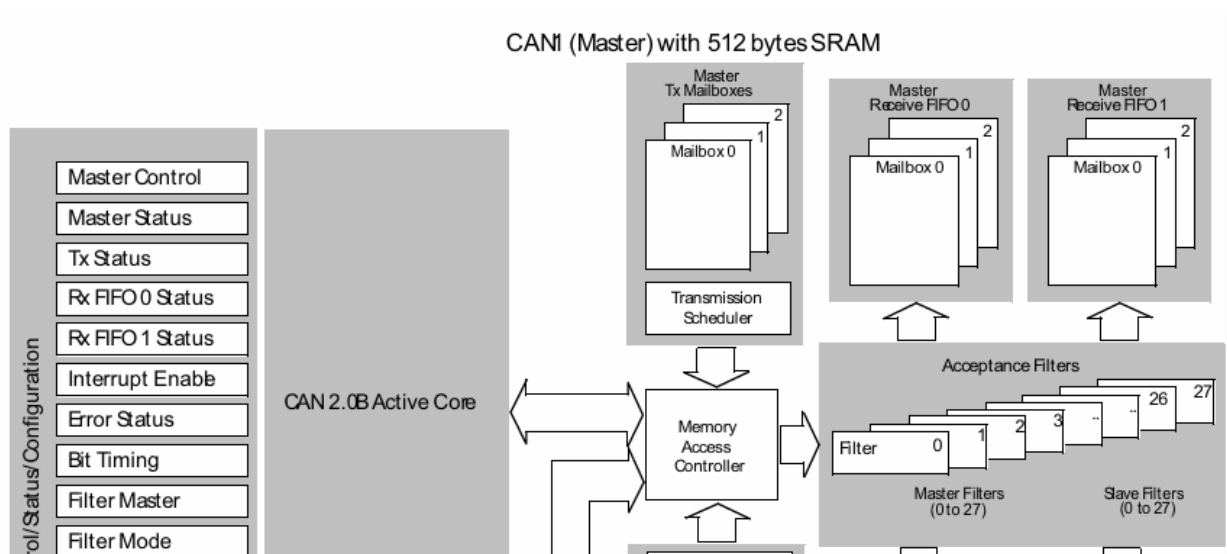 CAN1 (Master) with 512 bytes SRAM
Master
Tx Mailboxes
2
1
Mailbox 0
Transmission
Scheduler
Master
Receive FIFO 0
2
1
Mailbox 0
Master
Receive FIFO 1
2
1
Mailbox 0
Master Control
Master Status
Tx Status
Rx FIFO 0 Status
Rx FIFO 1 Status
Interrupt Enable
Error Status
Bit Timing
Filter Master
Filter Mode
/Status/Configuration
CAN 2.0B Active Core
Memory
Access
Controller
Acceptance Filters
Filter 0 1 2 3 .. .. 26 27
Master Filters
(0 to 27)
Slave Filters
(0 to 27)